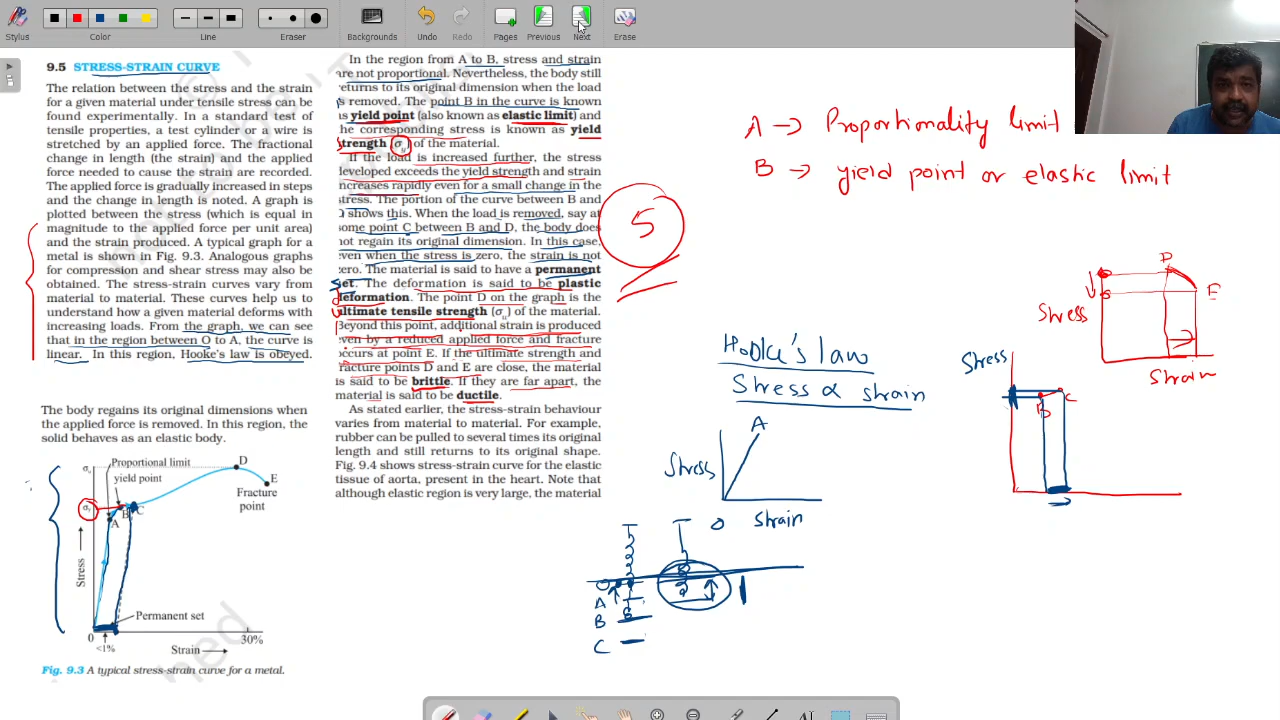 Stylus
Color
Line
Eraser
Backgrounds
Undo
Redo
Pages
Previous
Next
Erase
9.5 STRESS-STRAIN CURVE
The relation between the stress and the strain
for a given material under tensile stress can be
found experimentally. In a standard test of
tensile properties, a test cylinder or a wire is
stretched by an applied force. The fractional
change in length (the strain) and the applied
force needed to cause the strain are recorded.
The applied force is gradually increased in steps
and the change in length is noted. A graph is
plotted between the stress (which is equal in
magnitude to the applied force per unit area)
and the strain produced. A typical graph for a
metal is shown in Fig. 9.3. Analogous graphs
for compression and shear stress may also be
obtained. The stress-strain curves vary from
material to material. These curves help us to
understand how a given material deforms with
increasing loads. From the graph, we can see
that in the region between O to A, the curve is
linear. In this region, Hooke's law is obeyed.
The body regains its original dimensions when
the applied force is removed. In this region, the
solid behaves as an elastic body.
σu
Proportional limit
yield point
D
E
Fracture
point
σy
A
B
C
Stress
Permanent set
0
<1%
Strain
30%
Fig. 9.3 A typical stress-strain curve for a metal.
In the region from A to B, stress and strain
are not proportional. Nevertheless, the body still
returns to its original dimension when the load
is removed. The point B in the curve is known
as yield point (also known as elastic limit) and
the corresponding stress is known as yield
strength (σy) of the material.
If the load is increased further, the stress
developed exceeds the yield strength and strain
increases rapidly even for a small change in the
stress. The portion of the curve between B and
D shows this. When the load is removed, say at
some point C between B and D, the body does
not regain its original dimension. In this case,
even when the stress is zero, the strain is not
zero. The material is said to have a permanent
set. The deformation is said to be plastic
deformation. The point D on the graph is the
ultimate tensile strength (σu) of the material.
Beyond this point, additional strain is produced
even by a reduced applied force and fracture
occurs at point E. If the ultimate strength and
fracture points D and E are close, the material
is said to be brittle. If they are far apart, the
material is said to be ductile.
As stated earlier, the stress-strain behaviour
varies from material to material. For example,
rubber can be pulled to several times its original
length and still returns to its original shape.
Fig. 9.4 shows stress-strain curve for the elastic
tissue of aorta, present in the heart. Note that
although elastic region is very large, the material
5
A → Proportionality limit
B → yield point or elastic limit
D
E
Stress
Strain
Hooke's law
Stress ∝ strain
A
Stress
O
Strain
Stress
B
C
O
A
B
C